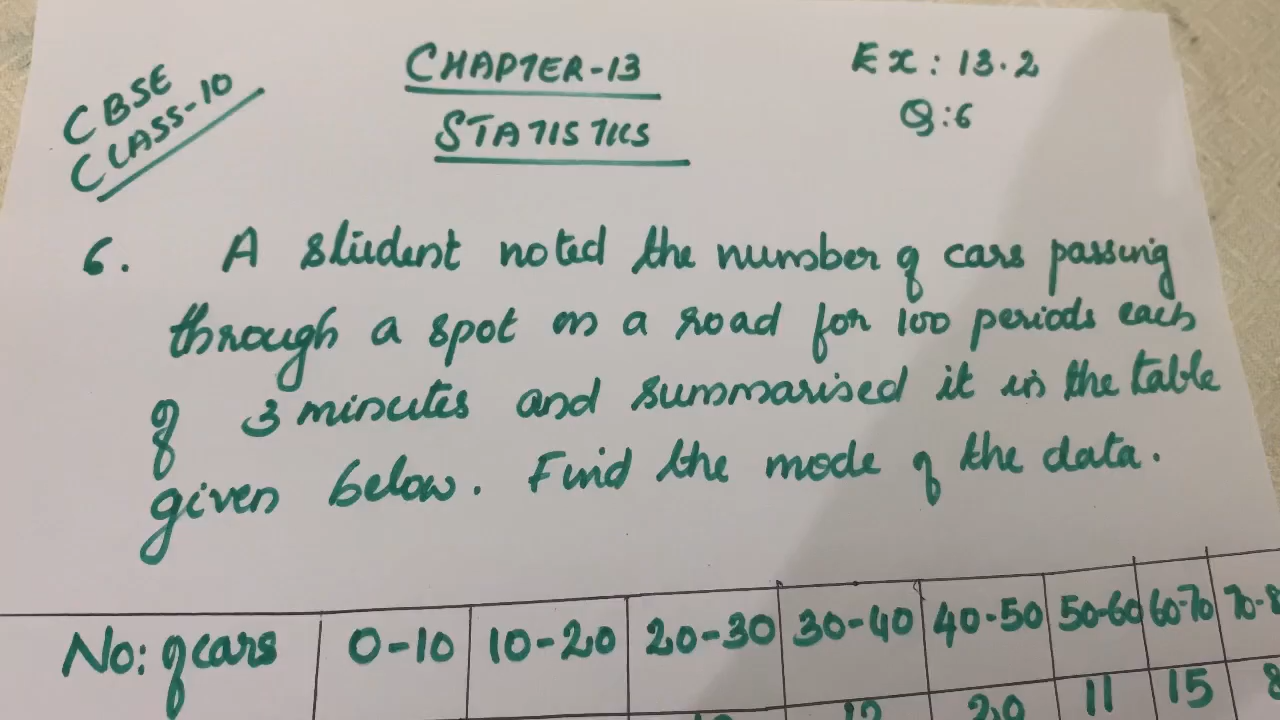 CBSE
CLASS-10
CHAPTER-13
STATISTICS
Ex: 13.2
Q:6
6. A student noted the number of cars passing
through a spot on a road for 100 periods each
of 3 minutes and summarised it in the table
given below. Find the mode of the data.
No: of cars 0-10 10-20 20-30 30-40 40-50 50-60 60-70 70-8
20 11 15 8